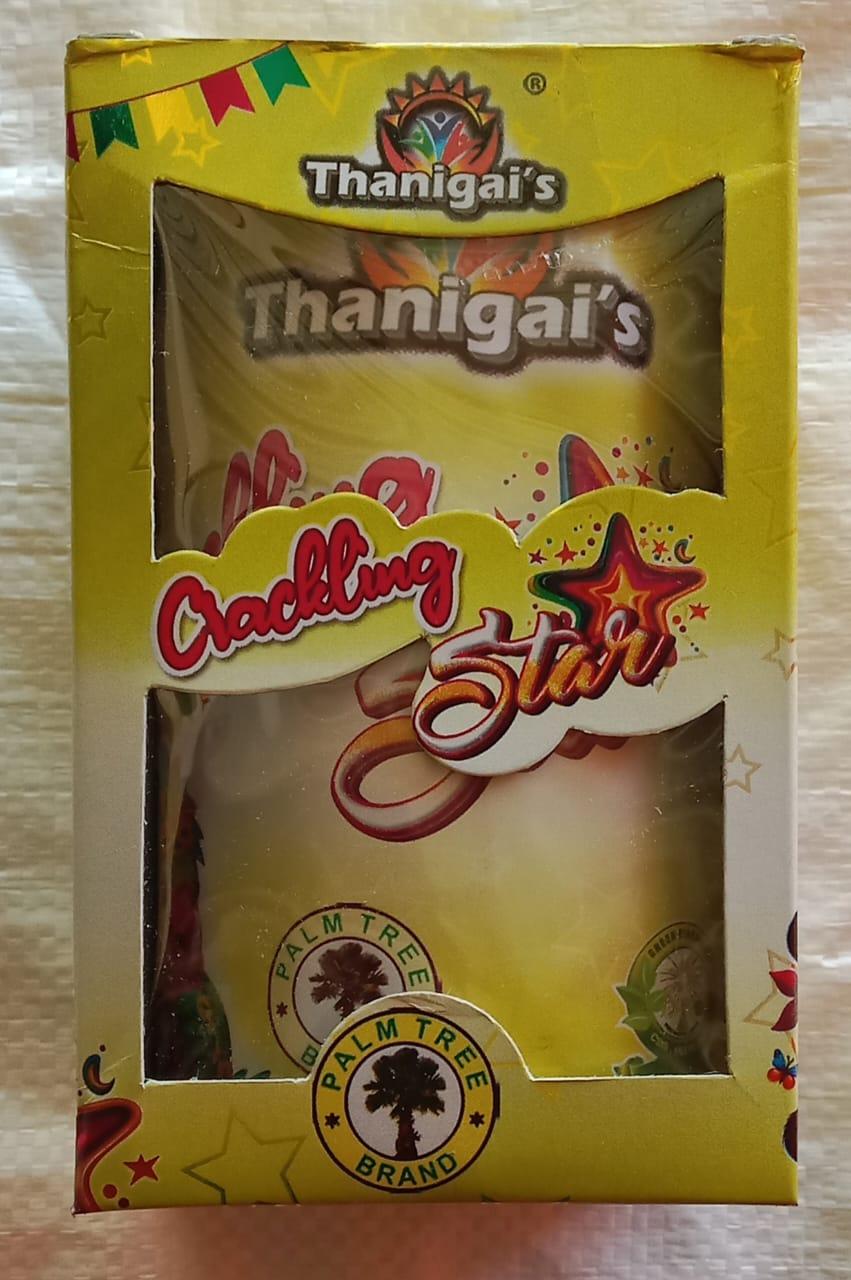 ®
Thanigai's
Thanigai's
Crackling
Star
PALM TREE
PALM TREE
BRAND